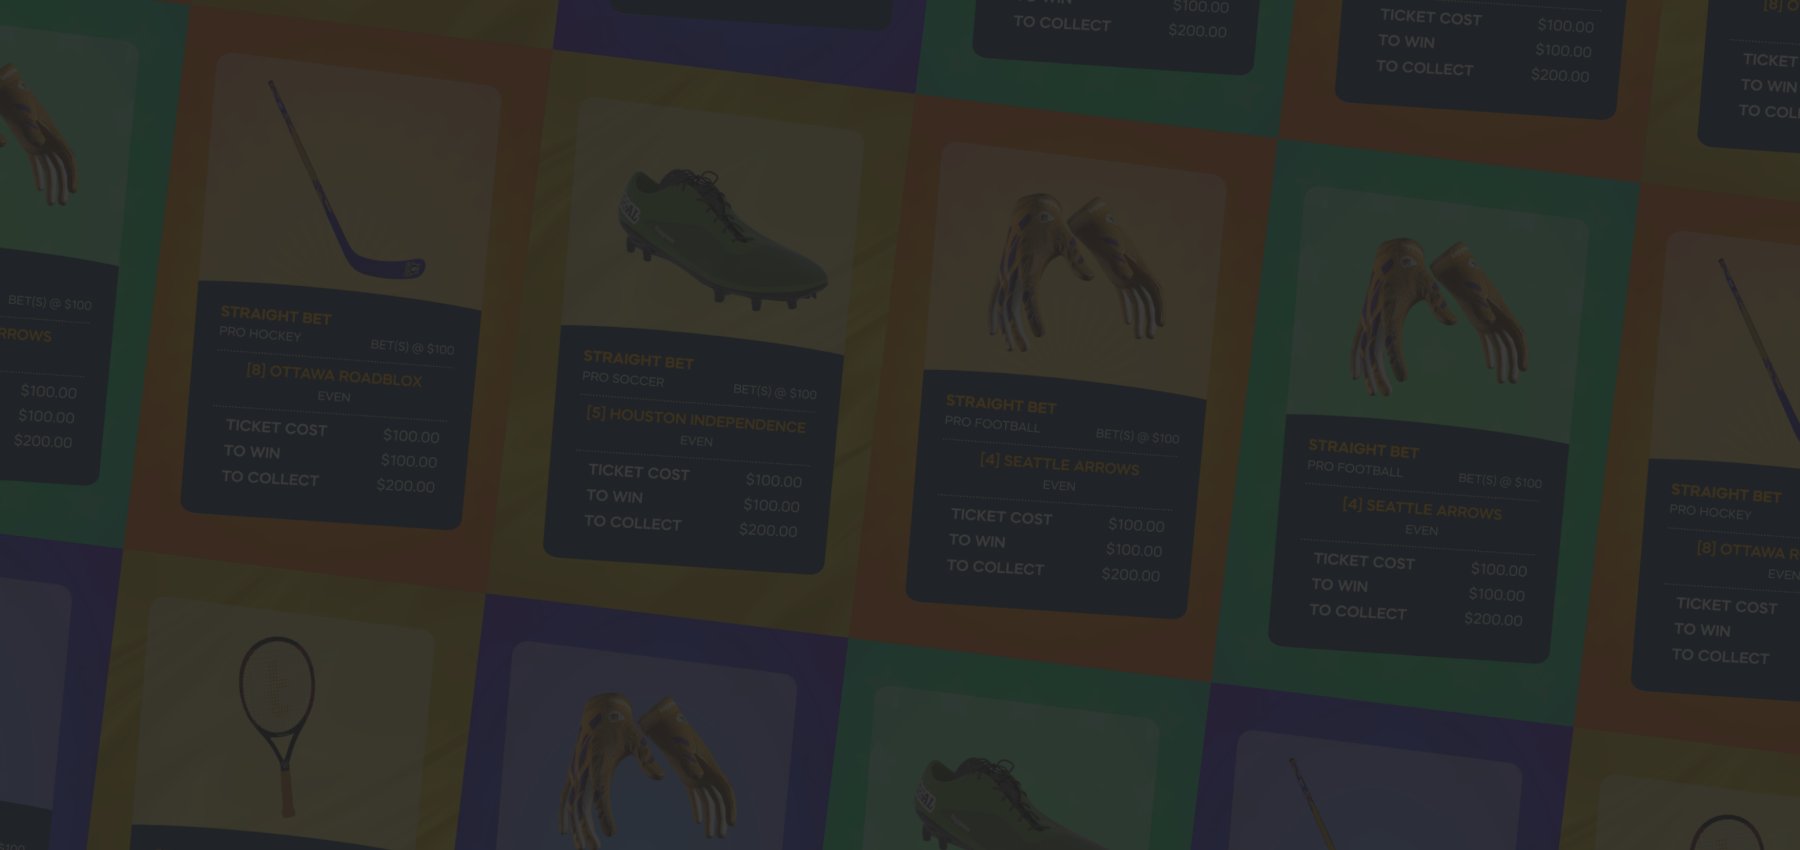 $100.00
TO COLLECT $200.00
TICKET COST $100.00
TO WIN $100.00
TO COLLECT $200.00
[8] O
TICKET
TO WIN
TO COL
BET(S) @ $100
RROWS
$100.00
$100.00
$200.00
STRAIGHT BET
PRO HOCKEY BET(S) @ $100
[8] OTTAWA ROADBLOX
EVEN
TICKET COST $100.00
TO WIN $100.00
TO COLLECT $200.00
STRAIGHT BET
PRO SOCCER BET(S) @ $100
[5] HOUSTON INDEPENDENCE
EVEN
TICKET COST $100.00
TO WIN $100.00
TO COLLECT $200.00
STRAIGHT BET
PRO FOOTBALL BET(S) @ $100
[4] SEATTLE ARROWS
EVEN
TICKET COST $100.00
TO WIN $100.00
TO COLLECT $200.00
STRAIGHT BET
PRO FOOTBALL BET(S) @ $100
[4] SEATTLE ARROWS
EVEN
TICKET COST $100.00
TO WIN $100.00
TO COLLECT $200.00
STRAIGHT BET
PRO HOCKEY
[8] OTTAWA R
EVEN
TICKET COST
TO WIN
TO COLLECT
$100